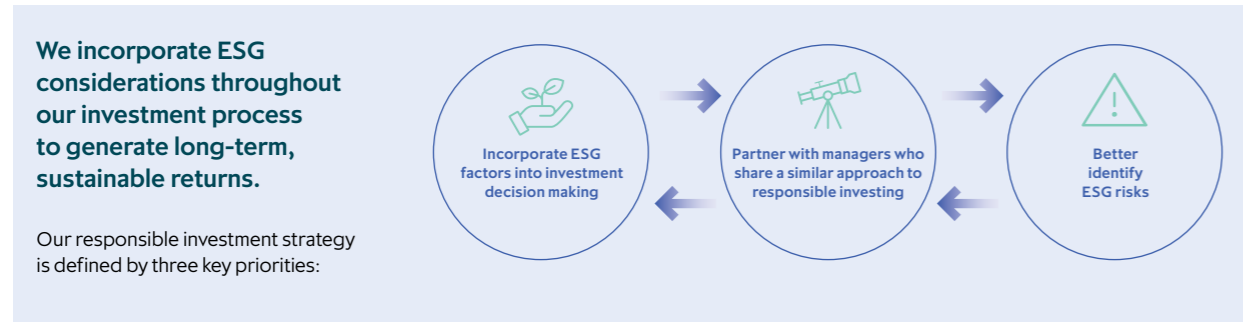 We incorporate ESG
considerations throughout
our investment process
to generate long-term,
sustainable returns.
Our responsible investment strategy
is defined by three key priorities:
Incorporate ESG
factors into investment
decision making
Partner with managers who
share a similar approach to
responsible investing
Better
identify
ESG risks